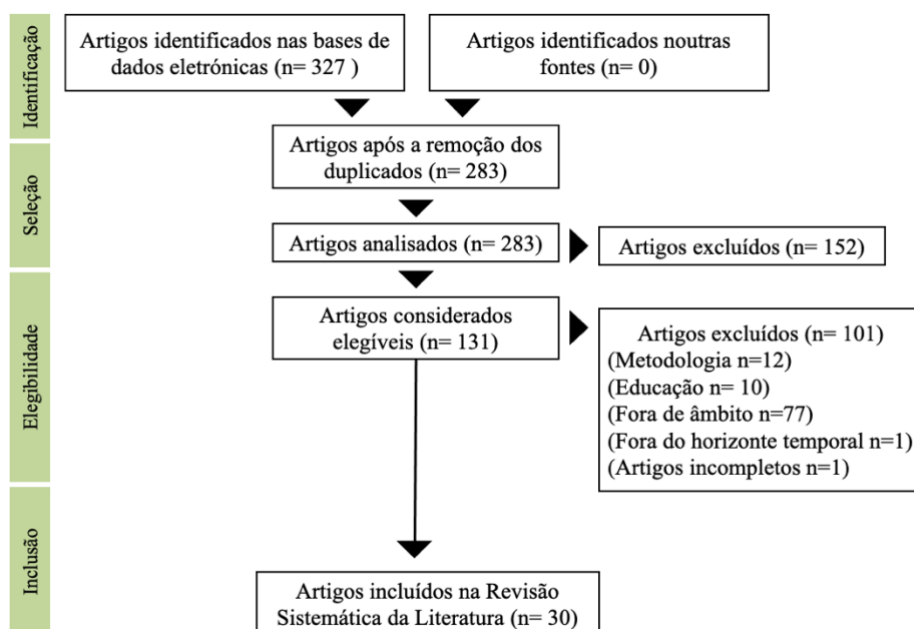 Identificação
Artigos identificados nas bases de
dados eletrónicas (n= 327 )
Artigos identificados noutras
fontes (n= 0)
Seleção
Artigos após a remoção dos
duplicados (n= 283)
Artigos analisados (n= 283)
Artigos excluídos (n= 152)
Elegibilidade
Artigos considerados
elegíveis (n= 131)
Artigos excluídos (n= 101)
(Metodologia n=12)
(Educação n= 10)
(Fora de âmbito n=77)
(Fora do horizonte temporal n=1)
(Artigos incompletos n=1)
Inclusão
Artigos incluídos na Revisão
Sistemática da Literatura (n= 30)